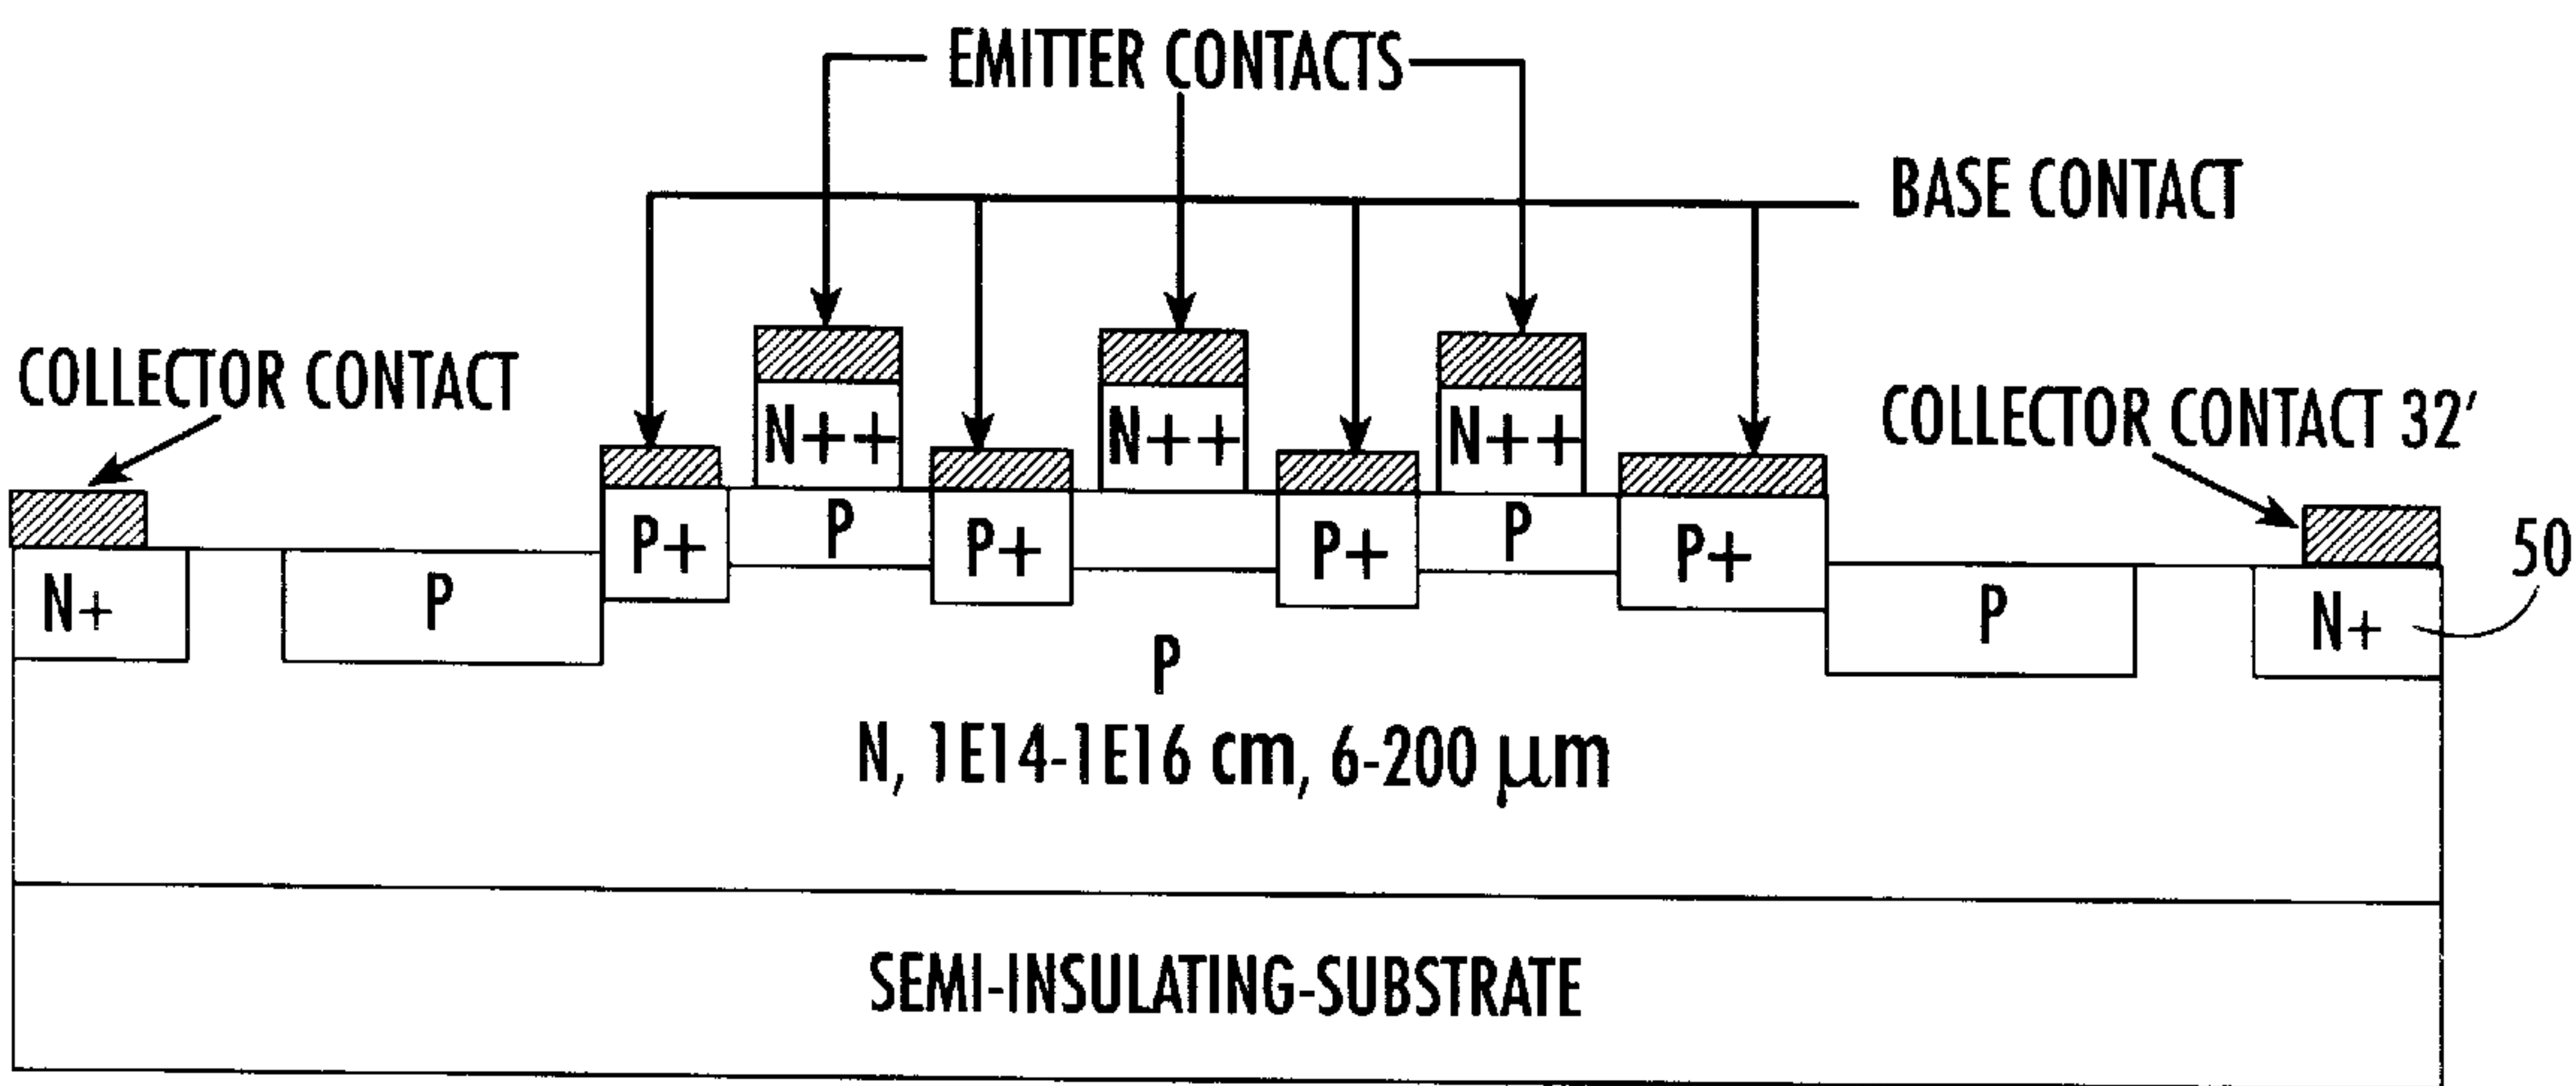 EMITTER CONTACTS
BASE CONTACT
COLLECTOR CONTACT
COLLECTOR CONTACT 32'
N++ N++ N++
50
P+ P P+ P+ P P+
N+ P P N+
P
N, 1E14-1E16 cm, 6-200 μm
SEMI-INSULATING-SUBSTRATE